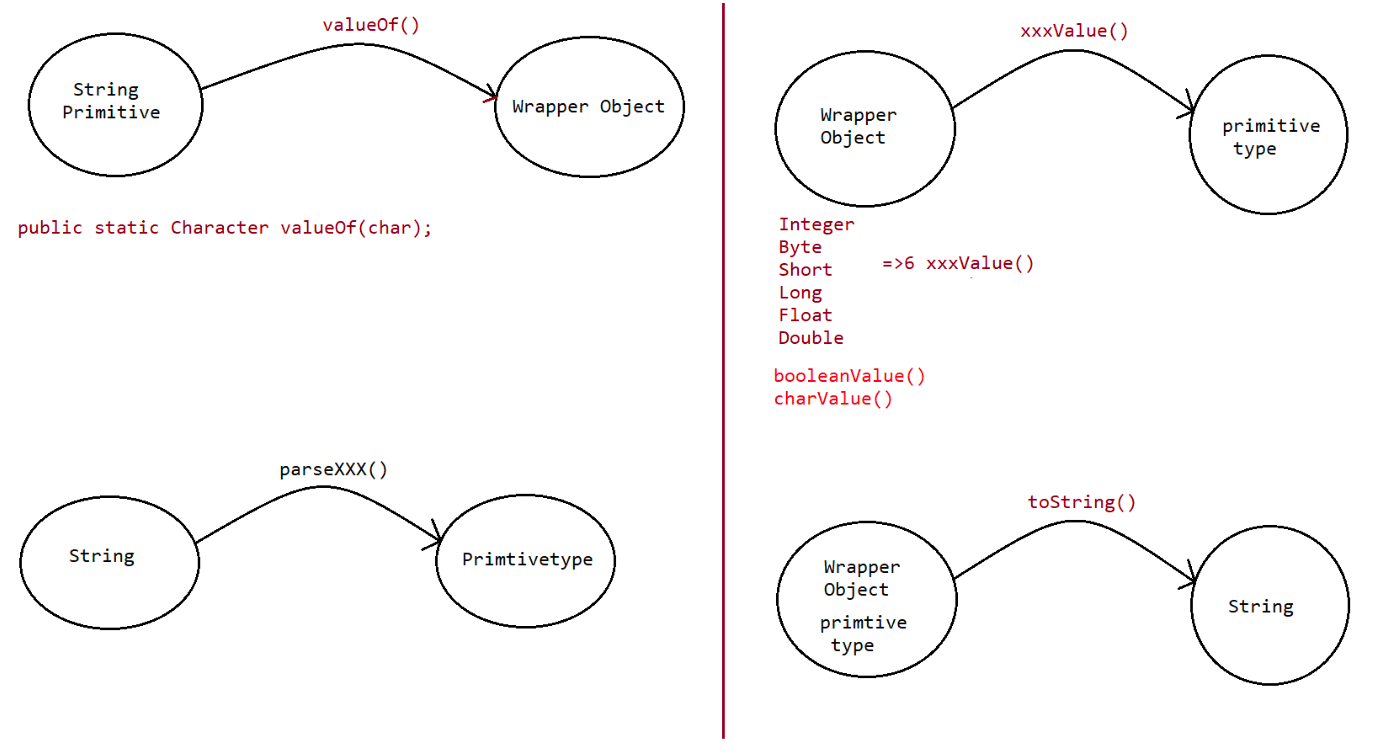 valueOf()
String
Primitive
Wrapper Object
public static Character valueOf(char);
parseXXX()
String
Primtivetype
xxxValue()
Wrapper
Object
primitive
type
Integer
Byte
Short
Long
Float
Double
=>6 xxxValue()
booleanValue()
charValue()
toString()
Wrapper
Object
primtive
type
String